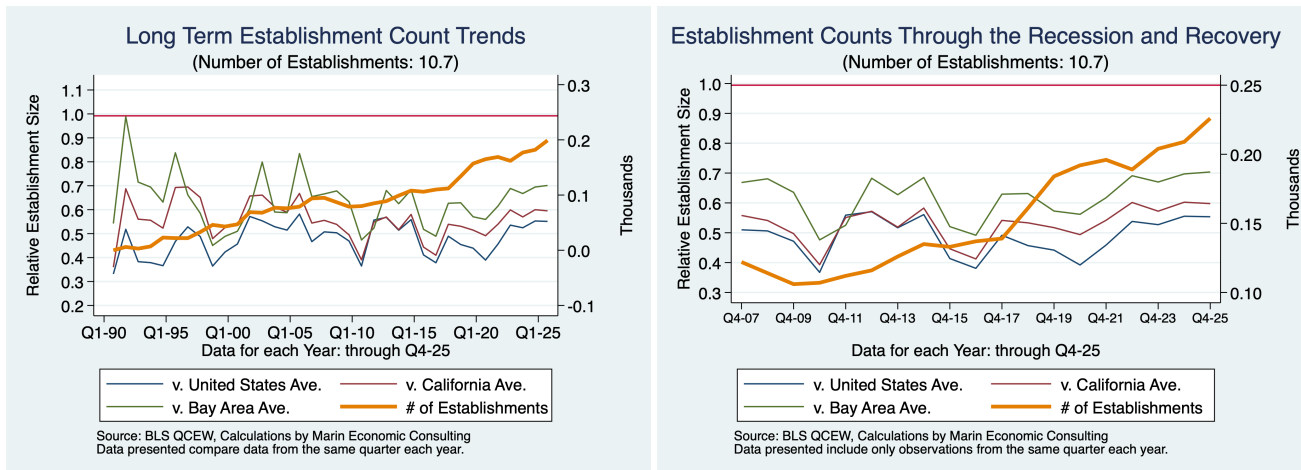 Long Term Establishment Count Trends
(Number of Establishments: 10.7)
Relative Establishment Size
1.1
1.0
0.9
0.8
0.7
0.6
0.5
0.4
0.3
0.2
0.3
0.2
0.1
0.0
-0.1
Thousands
Q1-90 Q1-95 Q1-00 Q1-05 Q1-10 Q1-15 Q1-20 Q1-25
Data for each Year: through Q4-25
v. United States Ave. v. California Ave.
v. Bay Area Ave. # of Establishments
Source: BLS QCEW, Calculations by Marin Economic Consulting
Data presented compare data from the same quarter each year.
Establishment Counts Through the Recession and Recovery
(Number of Establishments: 10.7)
Relative Establishment Size
1.0
0.9
0.8
0.7
0.6
0.5
0.4
0.3
0.25
0.20
0.15
0.10
Thousands
Q4-07 Q4-09 Q4-11 Q4-13 Q4-15 Q4-17 Q4-19 Q4-21 Q4-23 Q4-25
Data for each Year: through Q4-25
v. United States Ave. v. California Ave.
v. Bay Area Ave. # of Establishments
Source: BLS QCEW, Calculations by Marin Economic Consulting
Data presented include only observations from the same quarter each year.